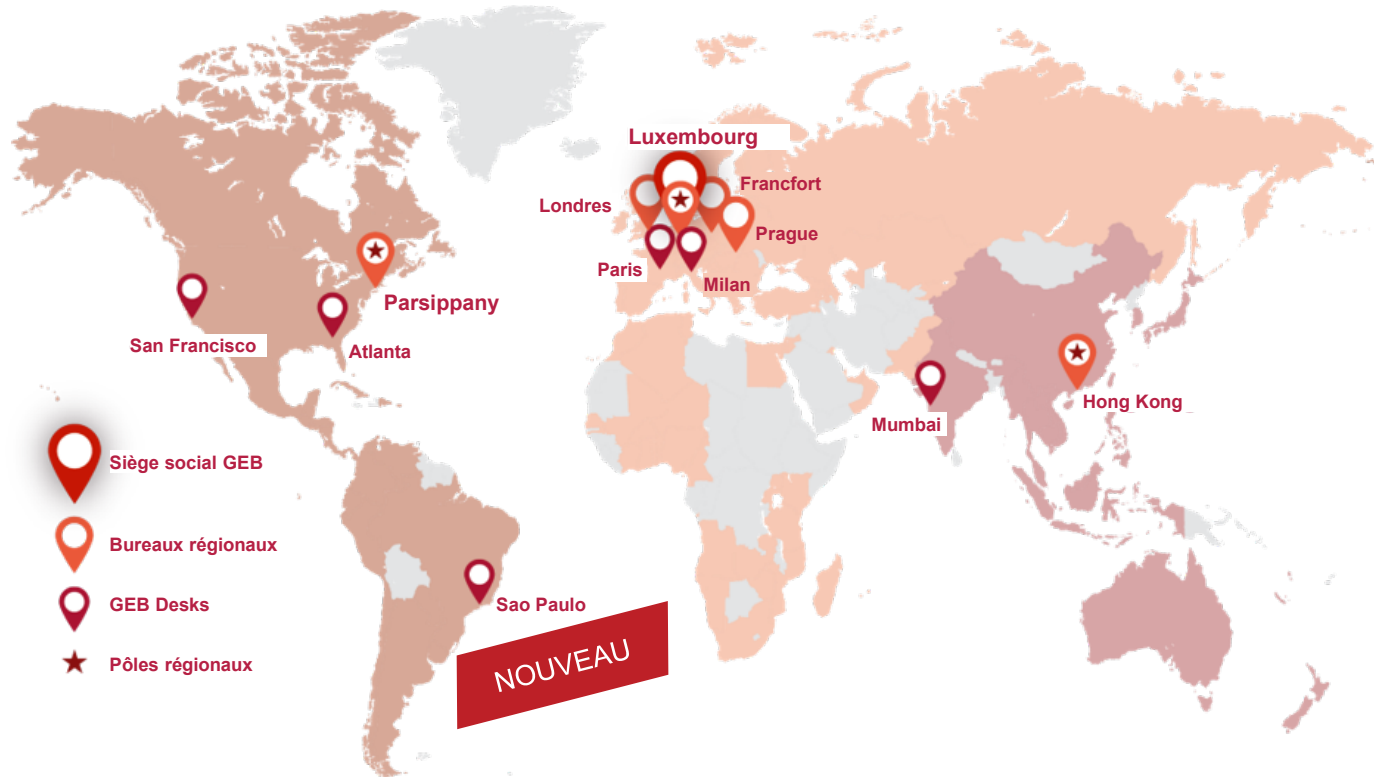 Luxembourg
Francfort
Londres
Prague
Paris
Milan
Parsippany
San Francisco
Atlanta
Hong Kong
Mumbai
Siège social GEB
Bureaux régionaux
GEB Desks
Sao Paulo
NOUVEAU
Pôles régionaux